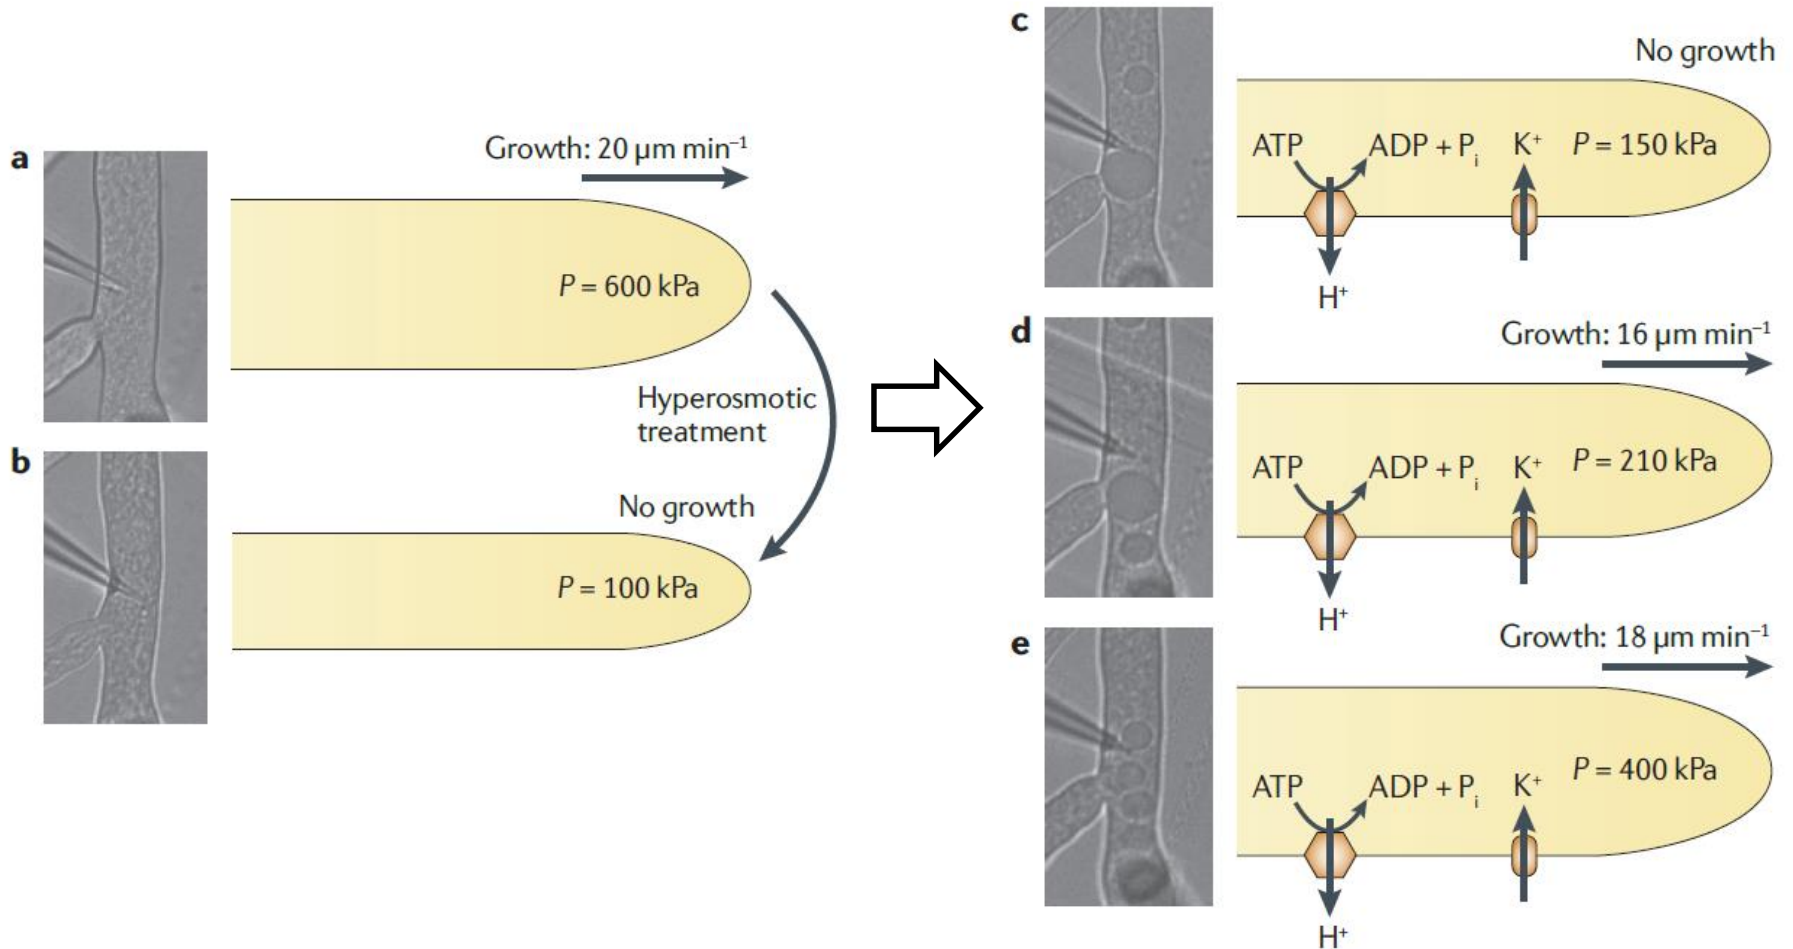 a
Growth: 20 µm min⁻¹
P = 600 kPa
Hyperosmotic
treatment
b
No growth
P = 100 kPa
c
No growth
ATP ADP + Pᵢ K⁺ P = 150 kPa
H⁺
d
Growth: 16 µm min⁻¹
ATP ADP + Pᵢ K⁺ P = 210 kPa
H⁺
e
Growth: 18 µm min⁻¹
ATP ADP + Pᵢ K⁺ P = 400 kPa
H⁺